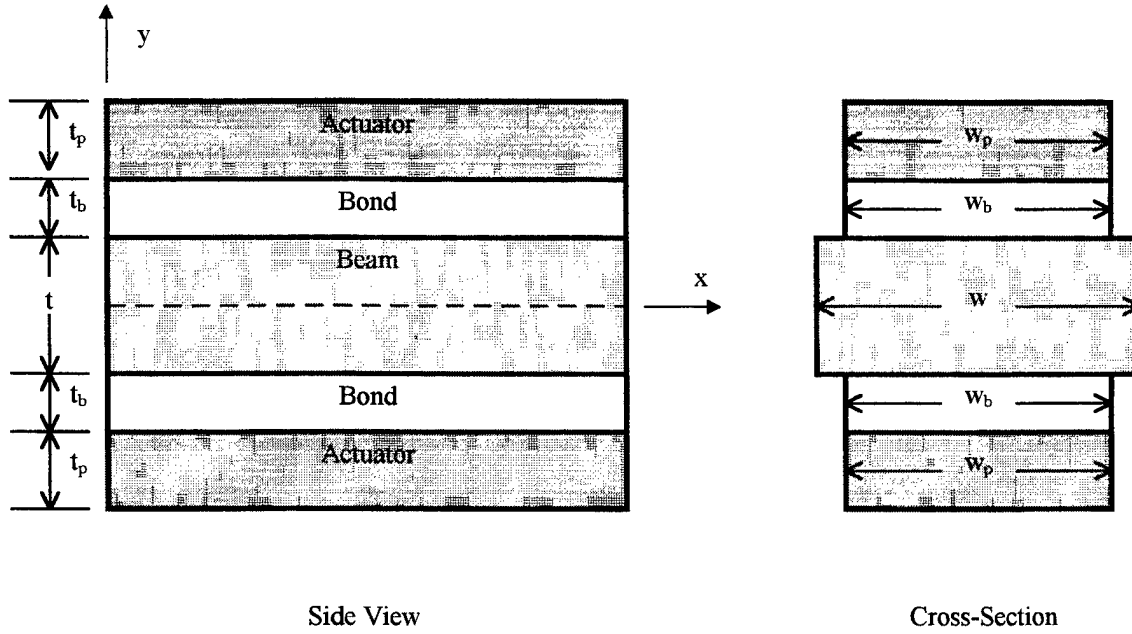 y
t_p
Actuator
w_p
t_b
Bond
w_b
t
Beam
x
w
t_b
Bond
w_b
t_p
Actuator
w_p
Side View
Cross-Section